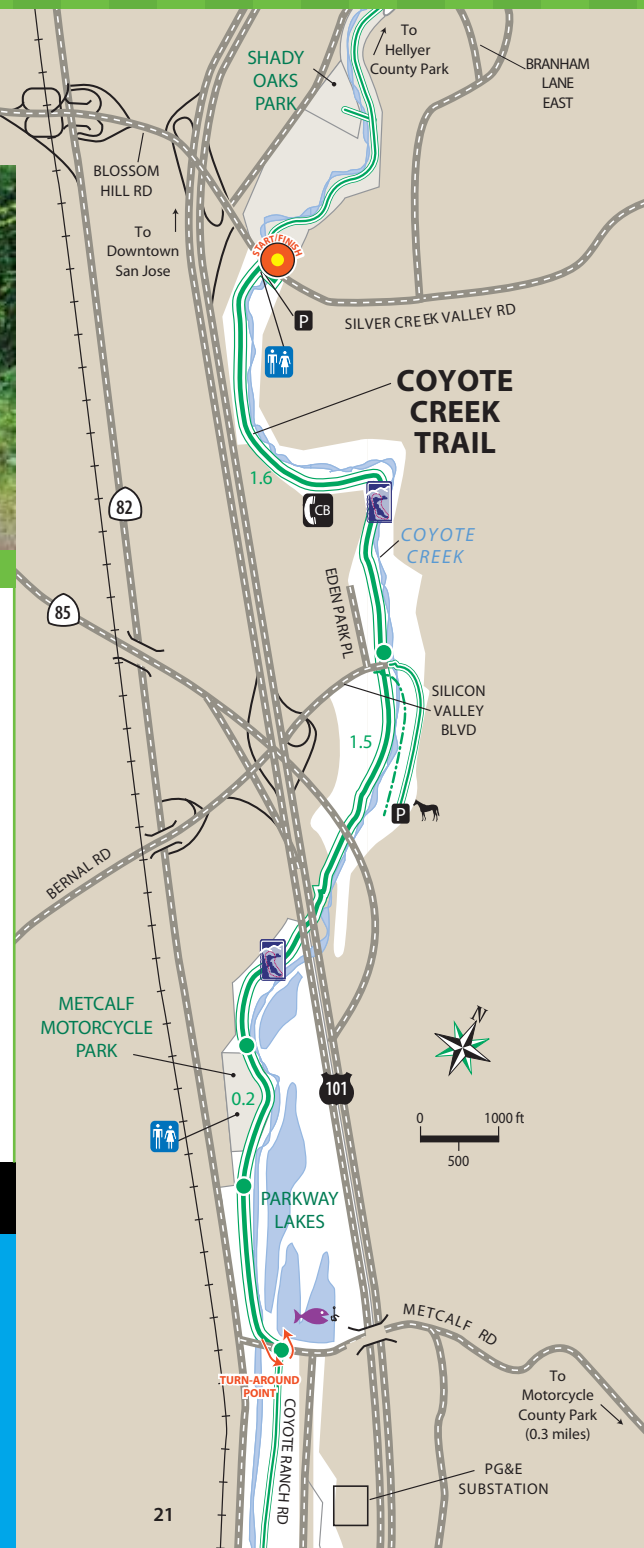 To
Hellyer
County Park
SHADY
OAKS
PARK
BRANHAM
LANE
EAST
BLOSSOM
HILL RD
To
Downtown
San Jose
START/FINISH
P
SILVER CREEK VALLEY RD
COYOTE
CREEK
TRAIL
1.6
82
CB
COYOTE
CREEK
EDEN PARK PL
85
SILICON
VALLEY
BLVD
1.5
P
BERNAL RD
METCALF
MOTORCYCLE
PARK
N
101
0.2
0 1000 ft
500
PARKWAY
LAKES
METCALF RD
TURN-AROUND
POINT
COYOTE RANCH RD
To
Motorcycle
County Park
(0.3 miles)
PG&E
SUBSTATION
21